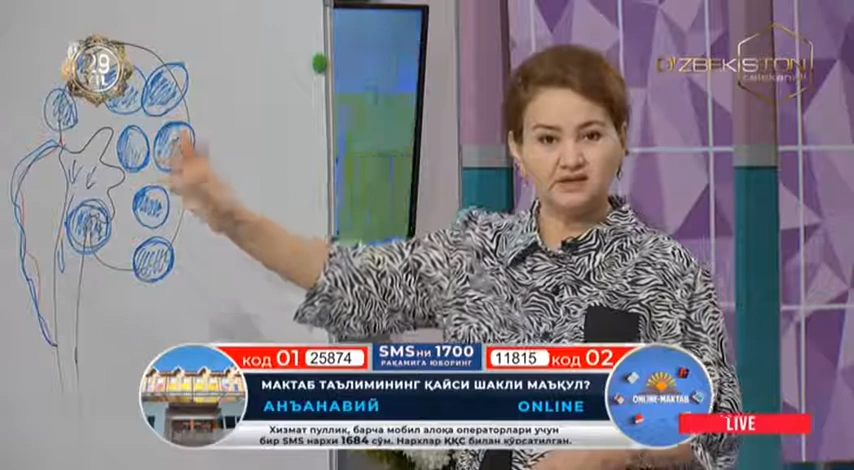 29 YIL
O'ZBEKISTON
telekanali
КОД 01 25874
SMSни 1700
РАҚАМИГА ЮБОРИНГ
11815 КОД 02
МАКТАБ ТАЪЛИМИНИНГ ҚАЙСИ ШАКЛИ МАЪҚУЛ?
АНЪАНАВИЙ
ONLINE
ONLINE-МАКТАБ
LIVE
Хизмат пуллик, барча мобил алоқа операторлари учун
бир SMS нархи 1684 сўм. Нархлар ҚҚС билан кўрсатилган.